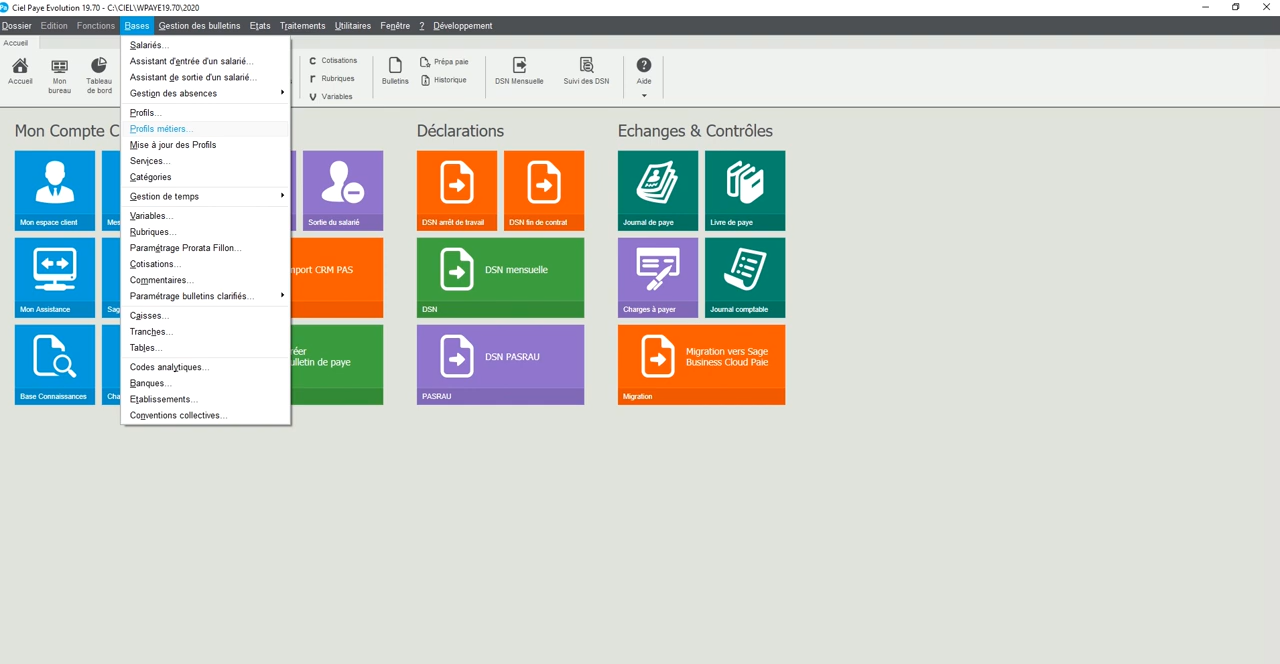 Ciel Paye Evolution 19.70 - C:\CIEL\WPAYE19.70\2020
Dossier Edition Fonctions Bases Gestion des bulletins Etats Traitements Utilitaires Fenêtre ? Développement
Accueil
Accueil
Mon
bureau
Tableau
de bord
Cotisations
Rubriques
Variables
Bulletins
Prépa paie
Historique
DSN Mensuelle
Suivi des DSN
Aide
Salariés...
Assistant d'entrée d'un salarié...
Assistant de sortie d'un salarié...
Gestion des absences
Profils...
Profils métiers...
Mise à jour des Profils
Services...
Catégories
Gestion de temps
Variables...
Rubriques...
Paramétrage Prorata Fillon...
Cotisations...
Commentaires...
Paramétrage bulletins clarifiés...
Caisses...
Tranches...
Tables...
Codes analytiques...
Banques...
Etablissements...
Conventions collectives...
Mon Compte C
Mon espace client
Mes
Mon Assistance
Sag
Base Connaissances
Cha
Sortie du salarié
mport CRM PAS
réer
ulletin de paye
Déclarations
DSN arrêt de travail
DSN fin de contrat
DSN mensuelle
DSN
DSN PASRAU
PASRAU
Echanges & Contrôles
Journal de paye
Livre de paye
Charges à payer
Journal comptable
Migration vers Sage
Business Cloud Paie
Migration